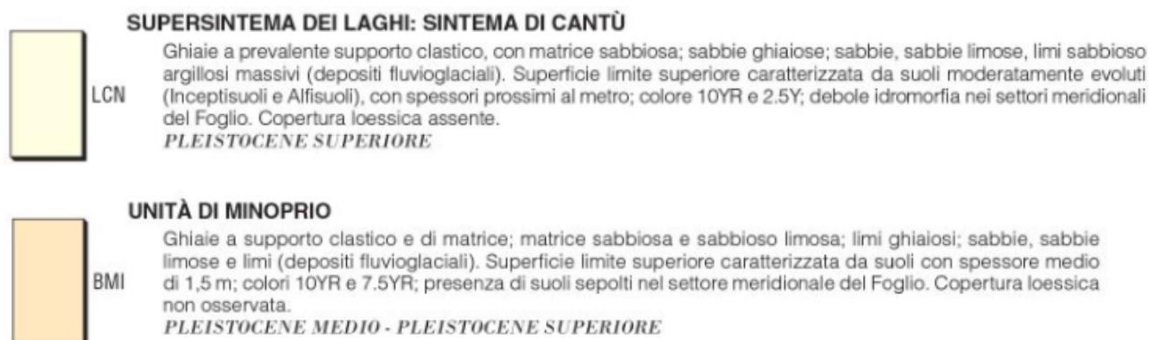 SUPERSINTEMA DEI LAGHI: SINTEMA DI CANTÙ
Ghiaie a prevalente supporto clastico, con matrice sabbiosa; sabbie ghiaiose; sabbie, sabbie limose, limi sabbioso
argillosi massivi (depositi fluvioglaciali). Superficie limite superiore caratterizzata da suoli moderatamente evoluti
LCN
(Inceptisuoli e Alfisuoli), con spessori prossimi al metro; colore 10YR e 2.5Y; debole idromorfia nei settori meridionali
del Foglio. Copertura loessica assente.
PLEISTOCENE SUPERIORE
UNITÀ DI MINOPRIO
Ghiaie a supporto clastico e di matrice; matrice sabbiosa e sabbioso limosa; limi ghiaiosi; sabbie, sabbie
limose e limi (depositi fluvioglaciali). Superficie limite superiore caratterizzata da suoli con spessore medio
BMI
di 1,5 m; colori 10YR e 7.5YR; presenza di suoli sepolti nel settore meridionale del Foglio. Copertura loessica
non osservata.
PLEISTOCENE MEDIO - PLEISTOCENE SUPERIORE